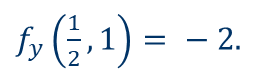 f_y (1/2, 1) = − 2.